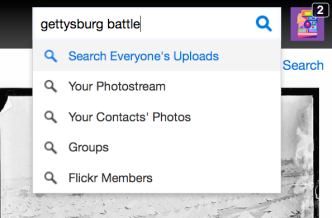 gettysburg battle
2
Search Everyone's Uploads
Search
Your Photostream
Your Contacts' Photos
Groups
Flickr Members